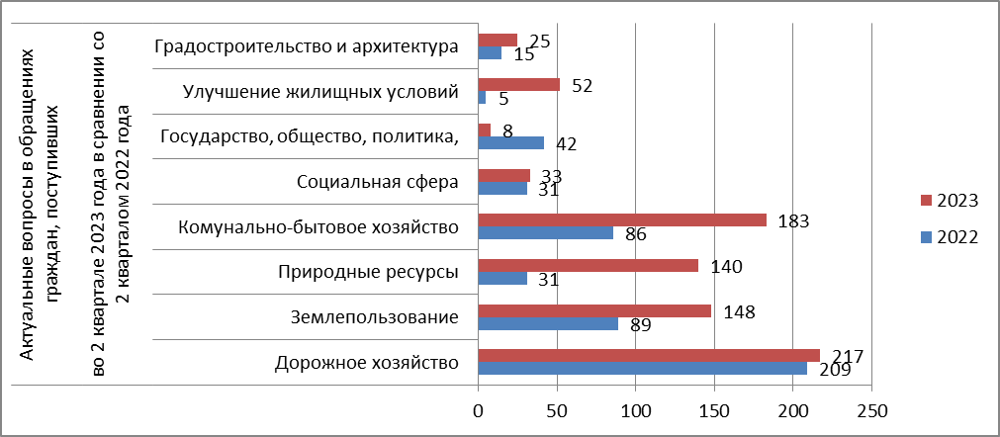 Актуальные вопросы в обращениях
граждан, поступивших
во 2 квартале 2023 года в сравнении со
2 кварталом 2022 года
Градостроительство и архитектура
25
15
Улучшение жилищных условий
52
5
Государство, общество, политика,
8
42
Социальная сфера
33
31
Комунально-бытовое хозяйство
183
86
Природные ресурсы
140
31
Землепользование
148
89
Дорожное хозяйство
217
209
0 50 100 150 200 250
2023
2022